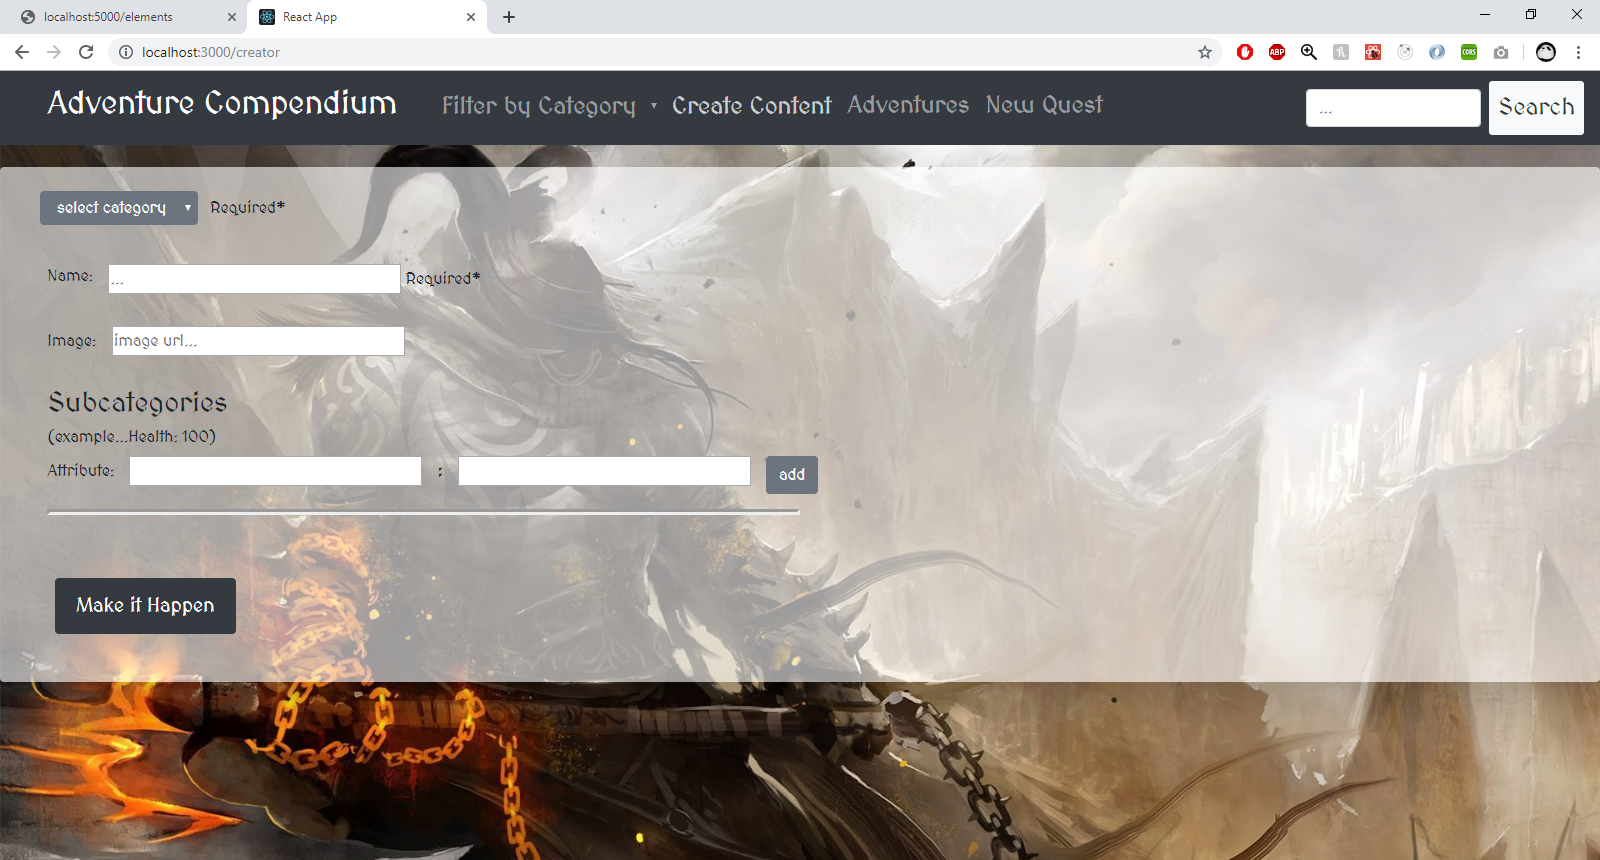 localhost:5000/elements
React App
localhost:3000/creator
Adventure Compendium
Filter by Category
Create Content
Adventures
New Quest
...
Search
select category
Required*
Name:
...
Required*
Image:
image url...
Subcategories
(example...Health: 100)
Attribute:
:
add
Make it Happen